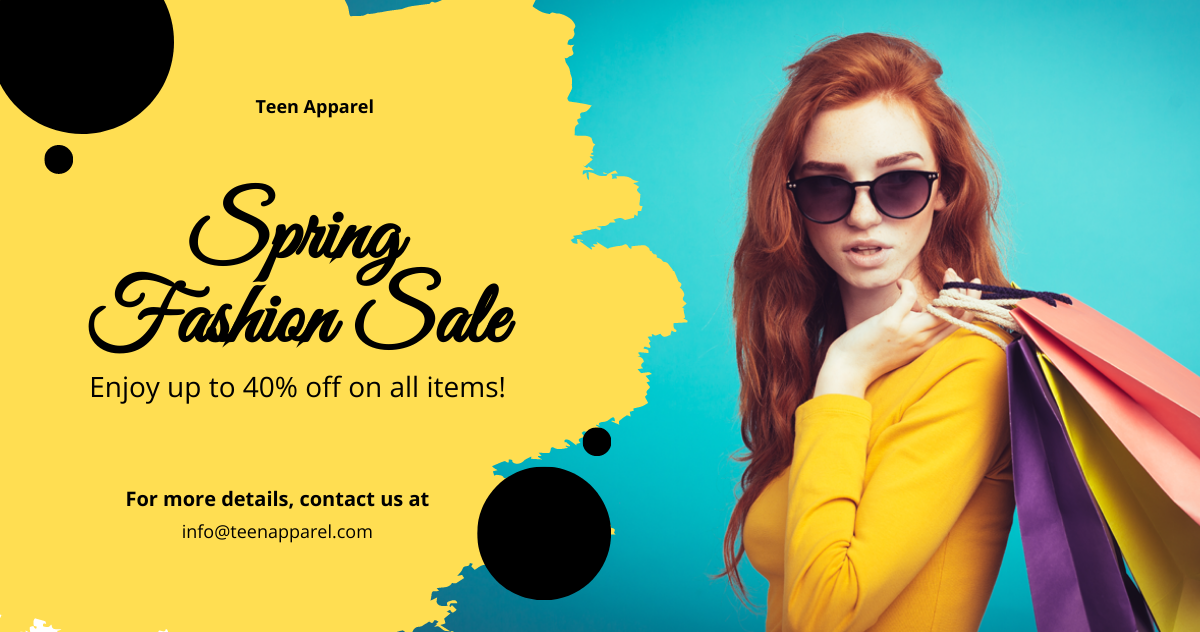 Teen Apparel
Spring
Fashion Sale
Enjoy up to 40% off on all items!
For more details, contact us at
info@teenapparel.com